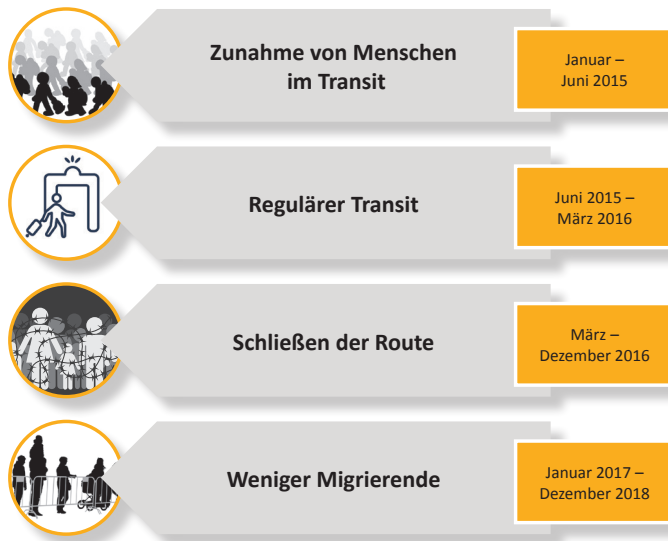 Zunahme von Menschen
im Transit
Januar –
Juni 2015
Regulärer Transit
Juni 2015 –
März 2016
Schließen der Route
März –
Dezember 2016
Weniger Migrierende
Januar 2017 –
Dezember 2018